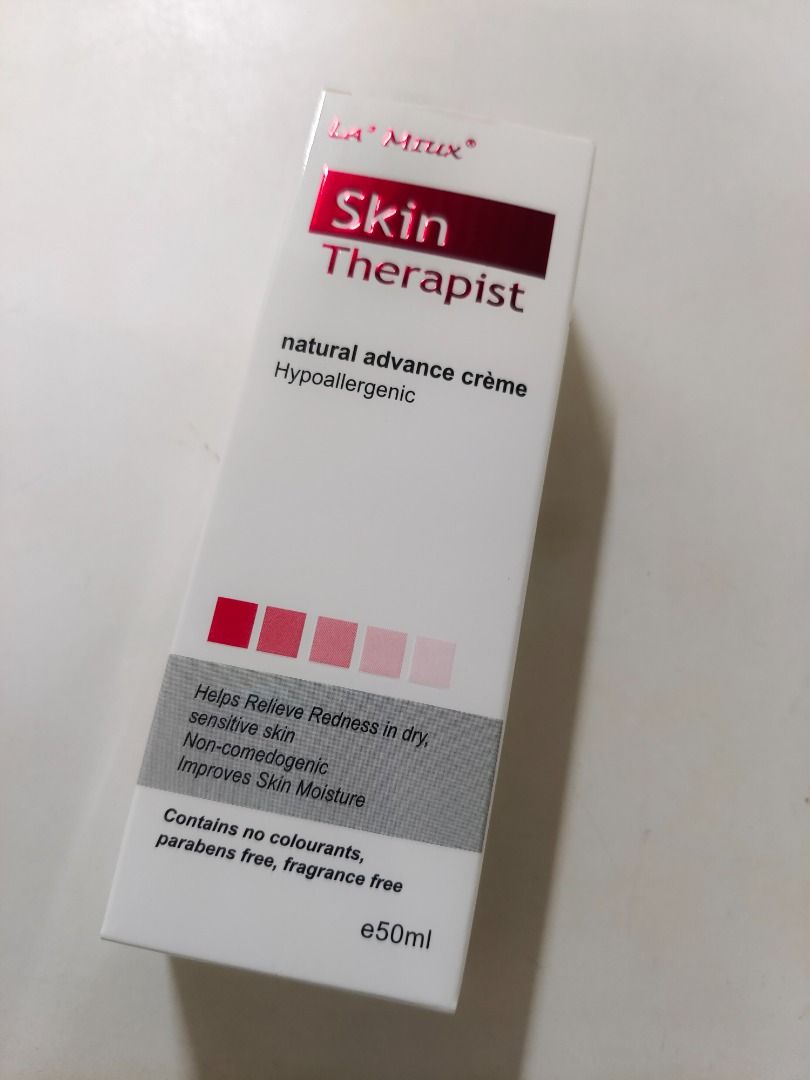 LA' MIUX®
Skin
Therapist
natural advance crème
Hypoallergenic
Helps Relieve Redness in dry,
sensitive skin
Non-comedogenic
Improves Skin Moisture
Contains no colourants,
parabens free, fragrance free
e50ml